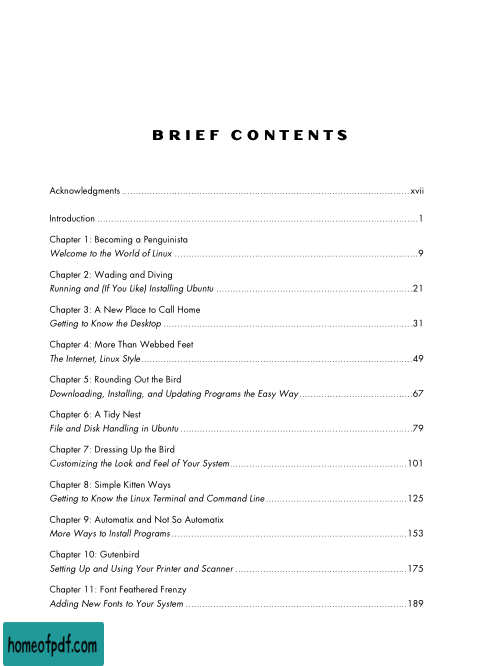 BRIEF CONTENTS
Acknowledgments ........................................................................................................xvii
Introduction ....................................................................................................................1
Chapter 1: Becoming a Penguinista
Welcome to the World of Linux ........................................................................................9
Chapter 2: Wading and Diving
Running and (If You Like) Installing Ubuntu .......................................................................21
Chapter 3: A New Place to Call Home
Getting to Know the Desktop ..........................................................................................31
Chapter 4: More Than Webbed Feet
The Internet, Linux Style..................................................................................................49
Chapter 5: Rounding Out the Bird
Downloading, Installing, and Updating Programs the Easy Way.........................................67
Chapter 6: A Tidy Nest
File and Disk Handling in Ubuntu ....................................................................................79
Chapter 7: Dressing Up the Bird
Customizing the Look and Feel of Your System................................................................101
Chapter 8: Simple Kitten Ways
Getting to Know the Linux Terminal and Command Line...................................................125
Chapter 9: Automatix and Not So Automatix
More Ways to Install Programs.....................................................................................153
Chapter 10: Gutenbird
Setting Up and Using Your Printer and Scanner ..............................................................175
Chapter 11: Font Feathered Frenzy
Adding New Fonts to Your System ................................................................................189
homeofpdf.com